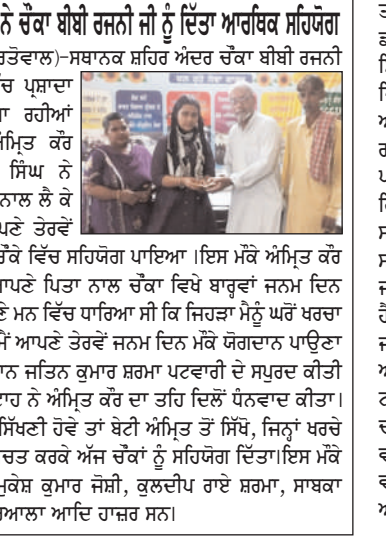 ਨੇ ਚੌਂਕਾ ਬੀਬੀ ਰਜਨੀ ਜੀ ਨੂੰ ਦਿੱਤਾ ਆਰਥਿਕ ਸਹਿਯੋਗ
ਰਤੋਵਾਲ)-ਸਥਾਨਕ ਸ਼ਹਿਰ ਅੰਦਰ ਚੌਂਕਾ ਬੀਬੀ ਰਜਨੀ
ਚ ਪ੍ਰਸ਼ਾਦਾ
ਰਹੀਆਂ
ਅੰਮ੍ਰਿਤ ਕੌਰ
ਸਿੰਘ ਨੇ
ਨਾਲ ਲੈ ਕੇ
ਪਣੇ ਤੇਰਵੇਂ
ਚੌਂਕੇ ਵਿੱਚ ਸਹਿਯੋਗ ਪਾਇਆ ।ਇਸ ਮੌਕੇ ਅੰਮ੍ਰਿਤ ਕੌਰ
ਆਪਣੇ ਪਿਤਾ ਨਾਲ ਚੌਂਕਾ ਵਿਖੇ ਬਾਰ੍ਹਵਾਂ ਜਨਮ ਦਿਨ
ਣੇ ਮਨ ਵਿੱਚ ਧਾਰਿਆ ਸੀ ਕਿ ਜਿਹੜਾ ਮੈਨੂੰ ਘਰੋਂ ਖਰਚਾ
ਮੈਂ ਆਪਣੇ ਤੇਰਵੇਂ ਜਨਮ ਦਿਨ ਮੌਕੇ ਯੋਗਦਾਨ ਪਾਉਣਾ
ਾਨ ਜਤਿਨ ਕੁਮਾਰ ਸ਼ਰਮਾ ਪਟਵਾਰੀ ਦੇ ਸਪੁਰਦ ਕੀਤੀ
ਾਹ ਨੇ ਅੰਮ੍ਰਿਤ ਕੌਰ ਦਾ ਤਹਿ ਦਿਲੋਂ ਧੰਨਵਾਦ ਕੀਤਾ।
ਸਿੱਖਣੀ ਹੋਵੇ ਤਾਂ ਬੇਟੀ ਅੰਮ੍ਰਿਤ ਤੋਂ ਸਿੱਖੋ, ਜਿਨ੍ਹਾਂ ਖਰਚੇ
ਚਤ ਕਰਕੇ ਅੱਜ ਚੌਂਕਾਂ ਨੂੰ ਸਹਿਯੋਗ ਦਿੱਤਾ।ਇਸ ਮੌਕੇ
ਮੁਕੇਸ਼ ਕੁਮਾਰ ਜੋਸ਼ੀ, ਕੁਲਦੀਪ ਰਾਏ ਸ਼ਰਮਾ, ਸਾਬਕਾ
ਰਆਲਾ ਆਦਿ ਹਾਜ਼ਰ ਸਨ।